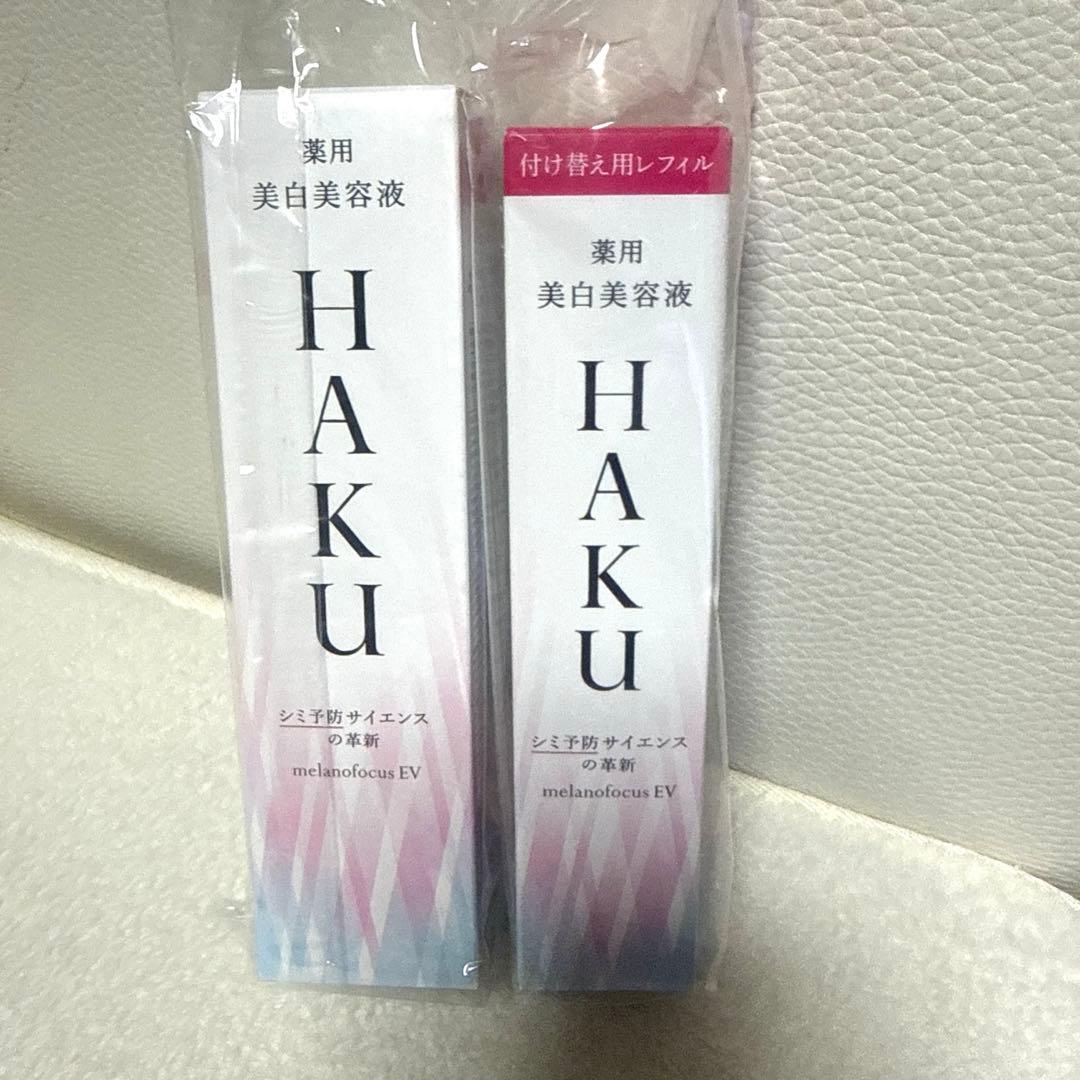 薬用
美白美容液
HAKU
シミ予防サイエンス
の革新
melanofocus EV
付け替え用レフィル
薬用
美白美容液
HAKU
シミ予防サイエンス
の革新
melanofocus EV